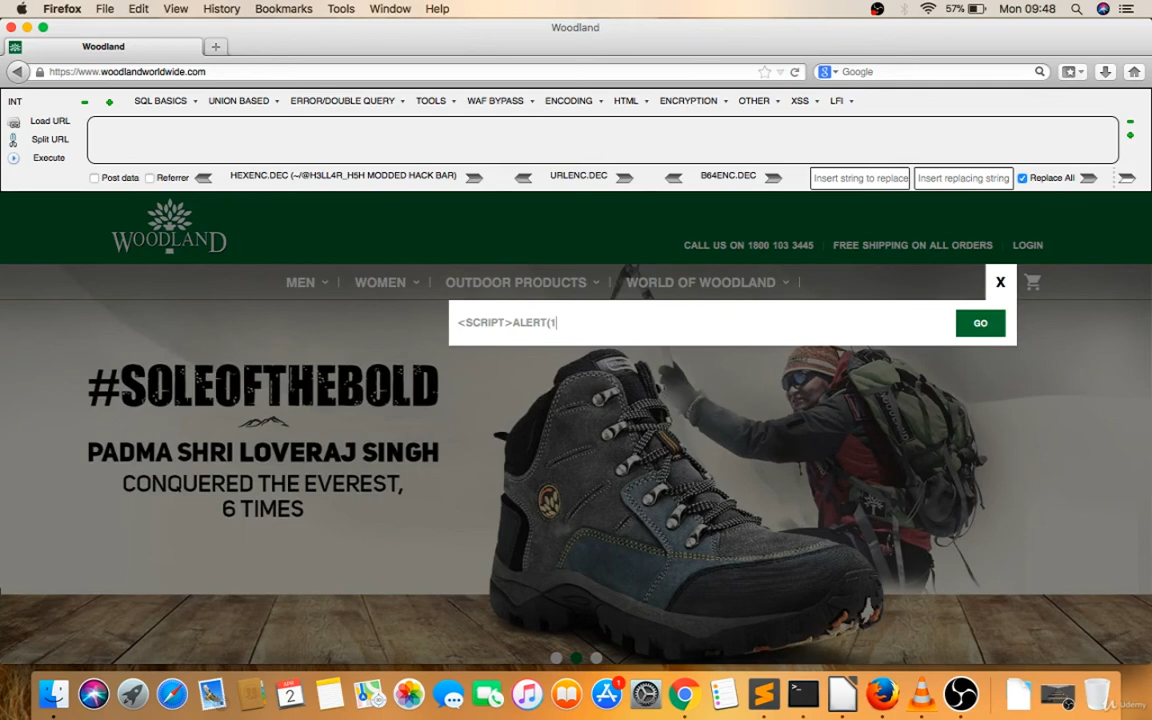 Firefox File Edit View History Bookmarks Tools Window Help 57% Mon 09:48
Woodland
Woodland
https://www.woodlandworldwide.com Google
INT SQL BASICS UNION BASED ERROR/DOUBLE QUERY TOOLS WAF BYPASS ENCODING HTML ENCRYPTION OTHER XSS LFI
Load URL
Split URL
Execute
Post data Referrer HEXENC.DEC (~/@H3LL4R_H5H MODDED HACK BAR) URLENC.DEC B64ENC.DEC Insert string to replace Insert replacing string Replace All
WOODLAND
CALL US ON 1800 103 3445 FREE SHIPPING ON ALL ORDERS LOGIN
MEN WOMEN OUTDOOR PRODUCTS WORLD OF WOODLAND X
<SCRIPT>ALERT(1 GO
#SOLEOFTHEBOLD
PADMA SHRI LOVERAJ SINGH
CONQUERED THE EVEREST,
6 TIMES
APR
2
1
Udemy